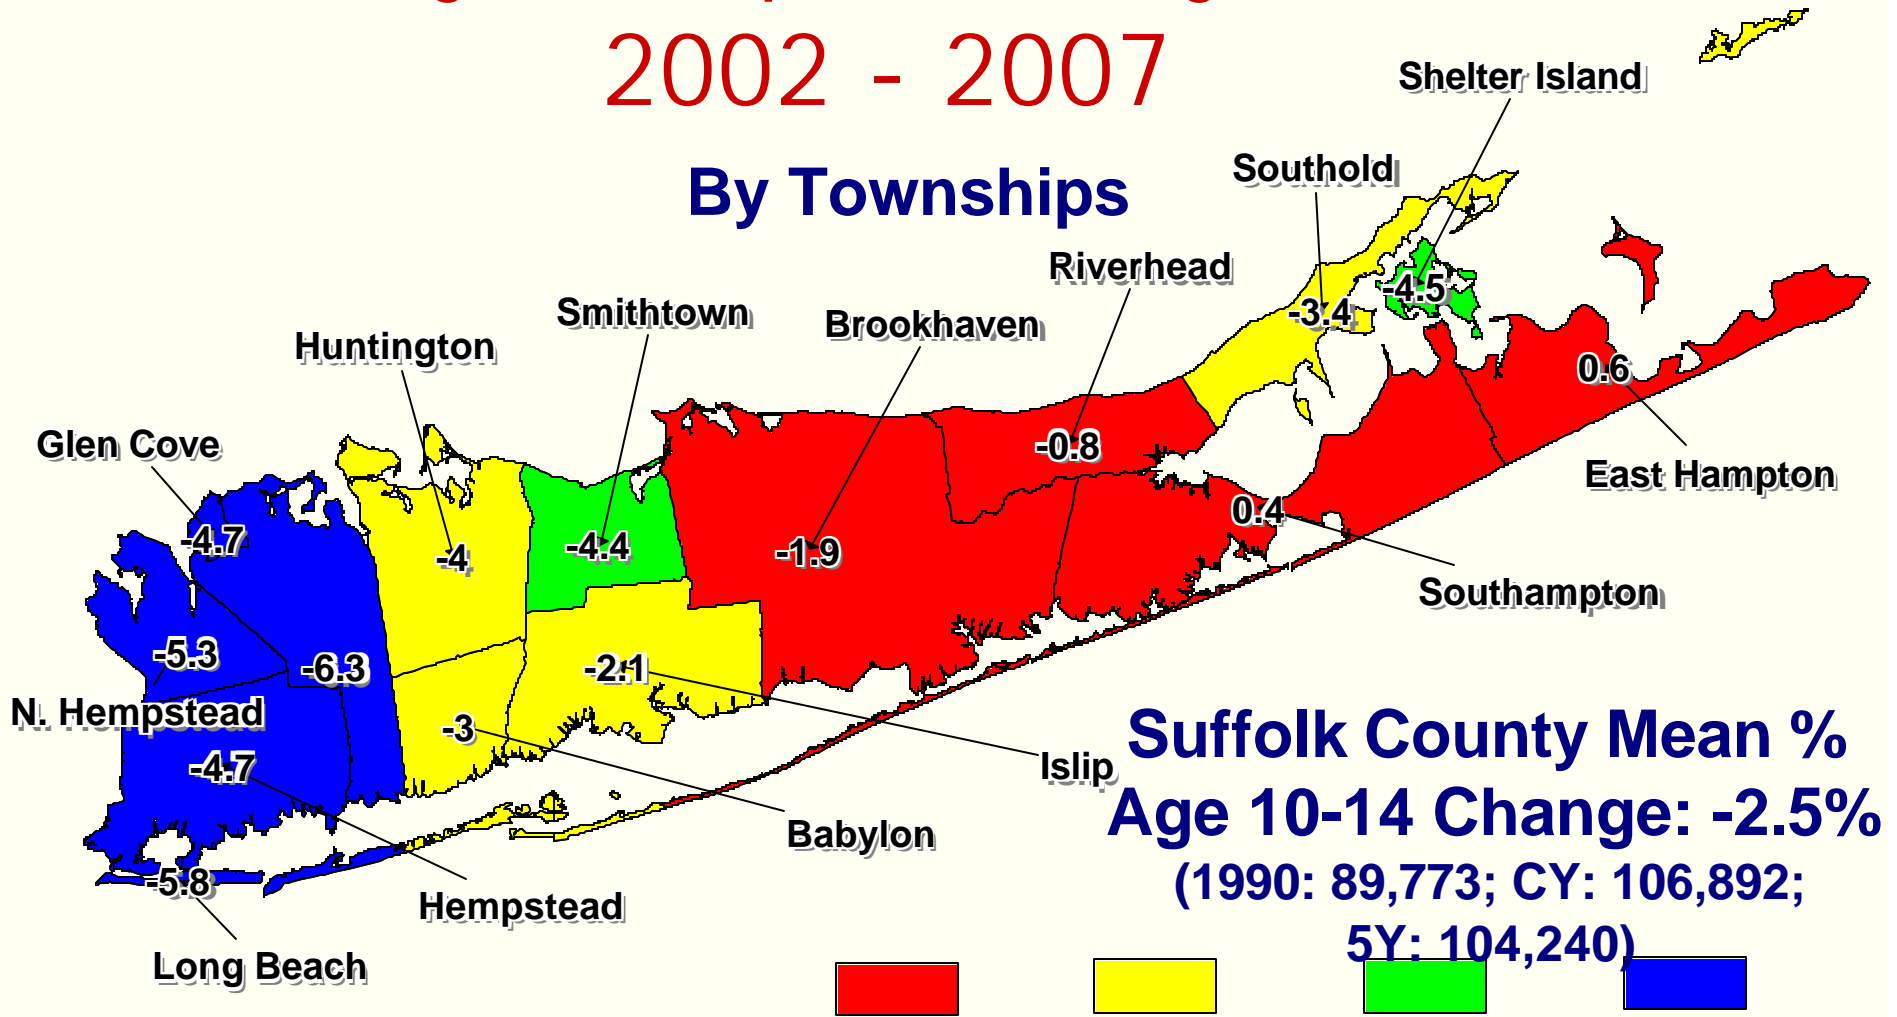 2002 - 2007
By Townships
Shelter Island
Southold
Riverhead
Smithtown
Brookhaven
Huntington
Glen Cove
East Hampton
Southampton
N. Hempstead
Islip
Babylon
Hempstead
Long Beach
-4.5
-3.4
0.6
-0.8
0.4
-4.7
-4
-4.4
-1.9
-5.3
-6.3
-2.1
-3
-4.7
-5.8
Suffolk County Mean %
Age 10-14 Change: -2.5%
(1990: 89,773; CY: 106,892;
5Y: 104,240)